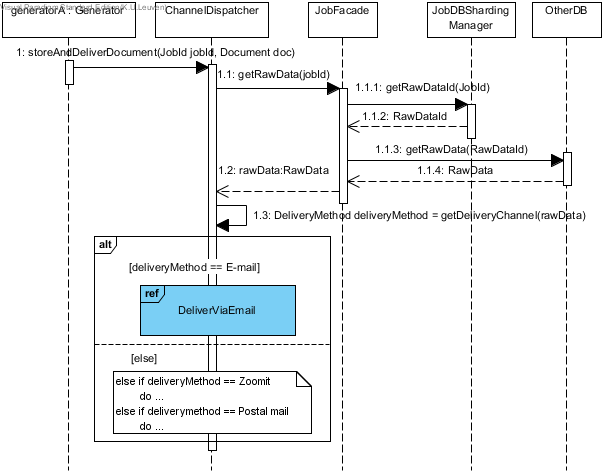 Visual Paradigm Standard Edition(K.U.Leuven)
generatorA : Generator
ChannelDispatcher
JobFacade
JobDBSharding
Manager
OtherDB
1: storeAndDeliverDocument(JobId jobId, Document doc)
1.1: getRawData(jobId)
1.1.1: getRawDataId(JobId)
1.1.2: RawDataId
1.1.3: getRawData(RawDataId)
1.1.4: RawData
1.2: rawData:RawData
1.3: DeliveryMethod deliveryMethod = getDeliveryChannel(rawData)
alt
[deliveryMethod == E-mail]
ref
DeliverViaEmail
[else]
else if deliveryMethod == Zoomit
do ...
else if deliverymethod == Postal mail
do ...